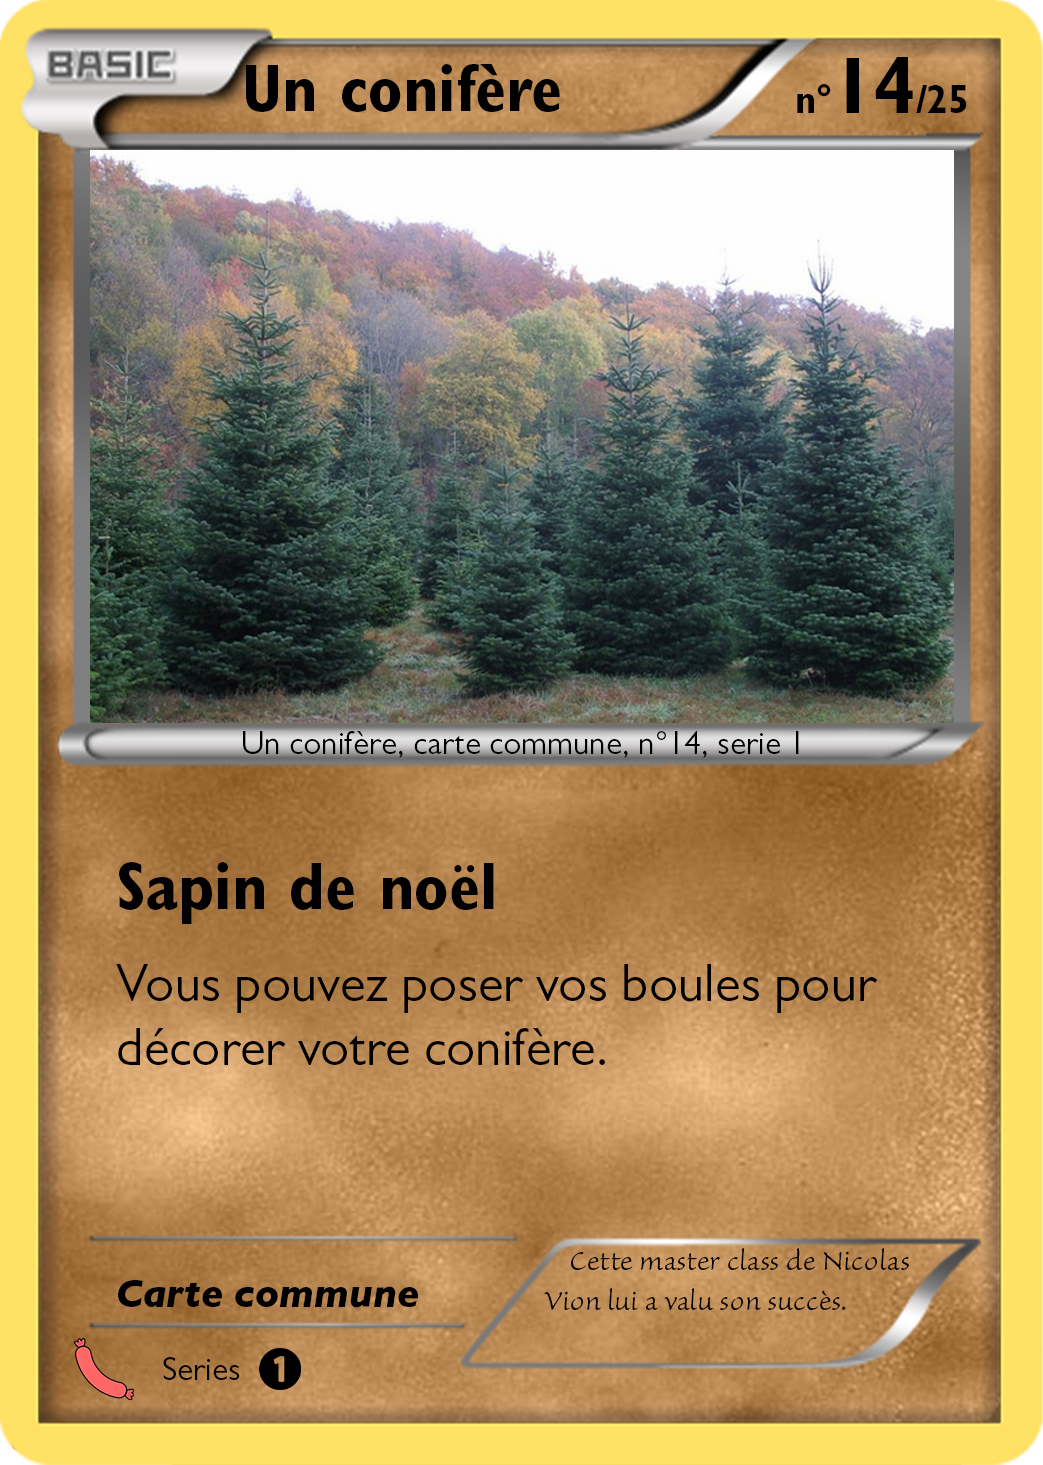 BASIC
Un conifère
n°14/25
Un conifère, carte commune, n°14, serie 1
Sapin de noël
Vous pouvez poser vos boules pour
décorer votre conifère.
Carte commune
Cette master class de Nicolas
Vion lui a valu son succès.
Series 1